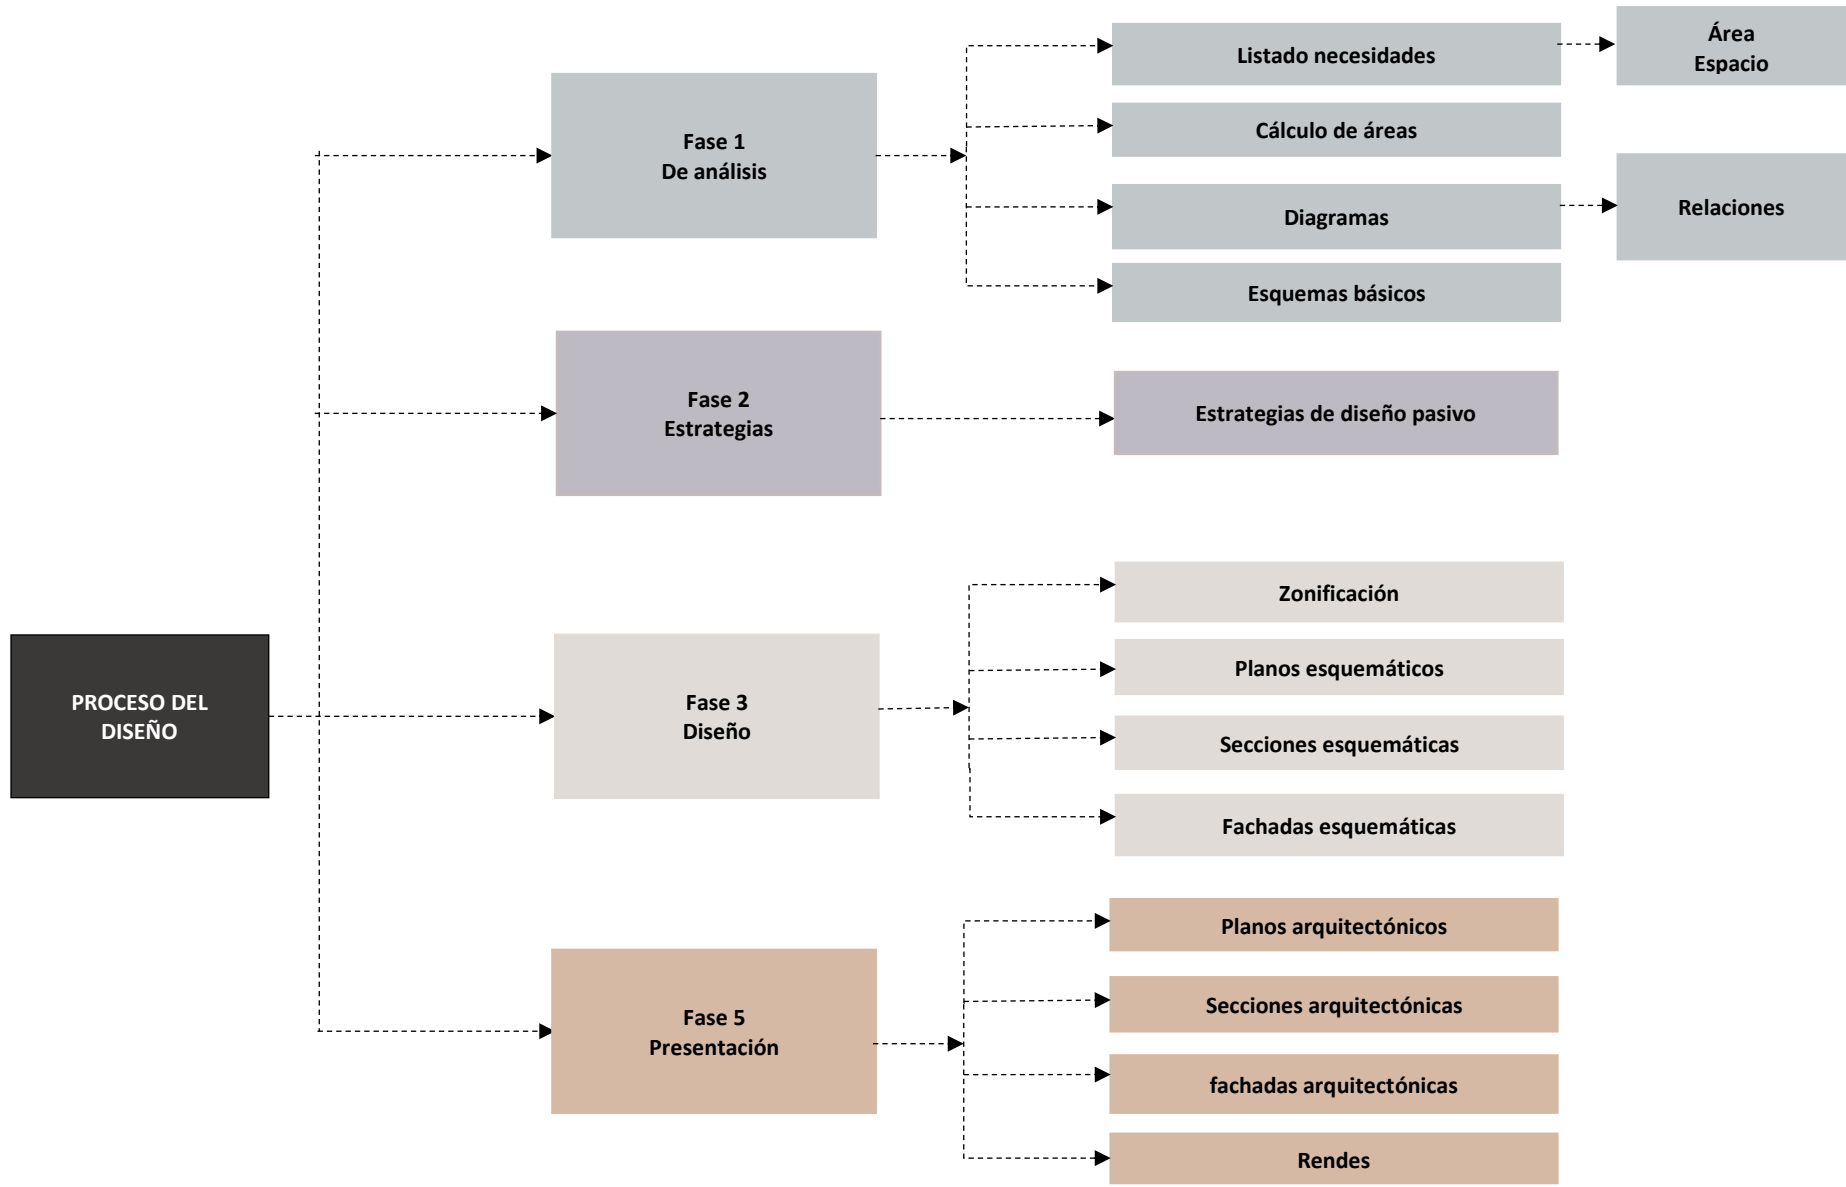 PROCESO DEL
DISEÑO
Fase 1
De análisis
Listado necesidades
Área
Espacio
Cálculo de áreas
Diagramas
Relaciones
Esquemas básicos
Fase 2
Estrategias
Estrategias de diseño pasivo
Fase 3
Diseño
Zonificación
Planos esquemáticos
Secciones esquemáticas
Fachadas esquemáticas
Fase 5
Presentación
Planos arquitectónicos
Secciones arquitectónicas
fachadas arquitectónicas
Rendes